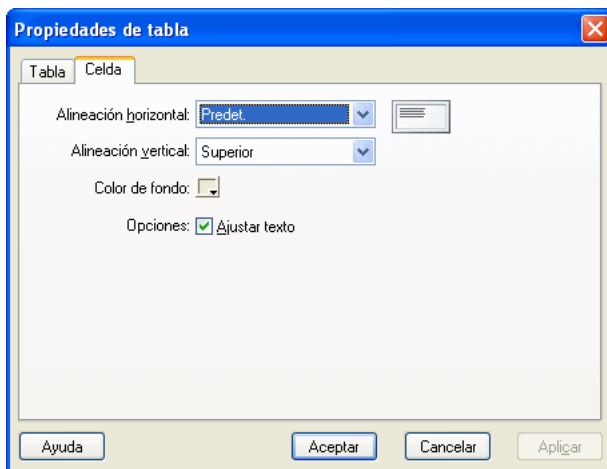 Propiedades de tabla
Tabla Celda
Alineación horizontal: Predet.
Alineación vertical: Superior
Color de fondo:
Opciones: Ajustar texto
Ayuda Aceptar Cancelar Aplicar